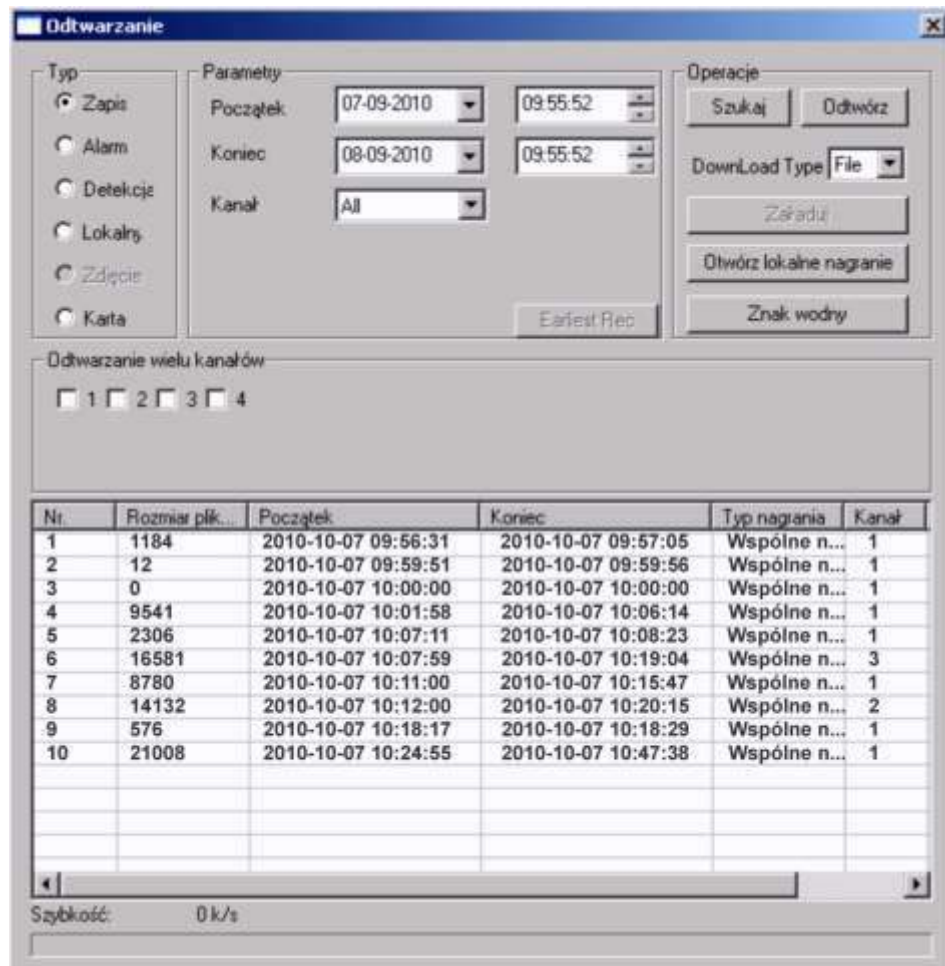 Odtwarzanie
Typ
Zapis
Alarm
Detekcja
Lokalny
Zdjęcie
Karta
Parametry
Początek 07-09-2010 09:55:52
Koniec 08-09-2010 09:55:52
Kanał All
Earliest Rec
Operacje
Szukaj Odtwórz
DownLoad Type File
Załaduj
Otwórz lokalne nagranie
Znak wodny
Odtwarzanie wielu kanałów
1 2 3 4
Nr. Rozmiar plik... Początek Koniec Typ nagrania Kanał
1 1184 2010-10-07 09:56:31 2010-10-07 09:57:05 Wspólne n... 1
2 12 2010-10-07 09:59:51 2010-10-07 09:59:56 Wspólne n... 1
3 0 2010-10-07 10:00:00 2010-10-07 10:00:00 Wspólne n... 1
4 9541 2010-10-07 10:01:58 2010-10-07 10:06:14 Wspólne n... 1
5 2306 2010-10-07 10:07:11 2010-10-07 10:08:23 Wspólne n... 1
6 16581 2010-10-07 10:07:59 2010-10-07 10:19:04 Wspólne n... 3
7 8780 2010-10-07 10:11:00 2010-10-07 10:15:47 Wspólne n... 1
8 14132 2010-10-07 10:12:00 2010-10-07 10:20:15 Wspólne n... 2
9 576 2010-10-07 10:18:17 2010-10-07 10:18:29 Wspólne n... 1
10 21008 2010-10-07 10:24:55 2010-10-07 10:47:38 Wspólne n... 1
Szybkość: 0 k/s